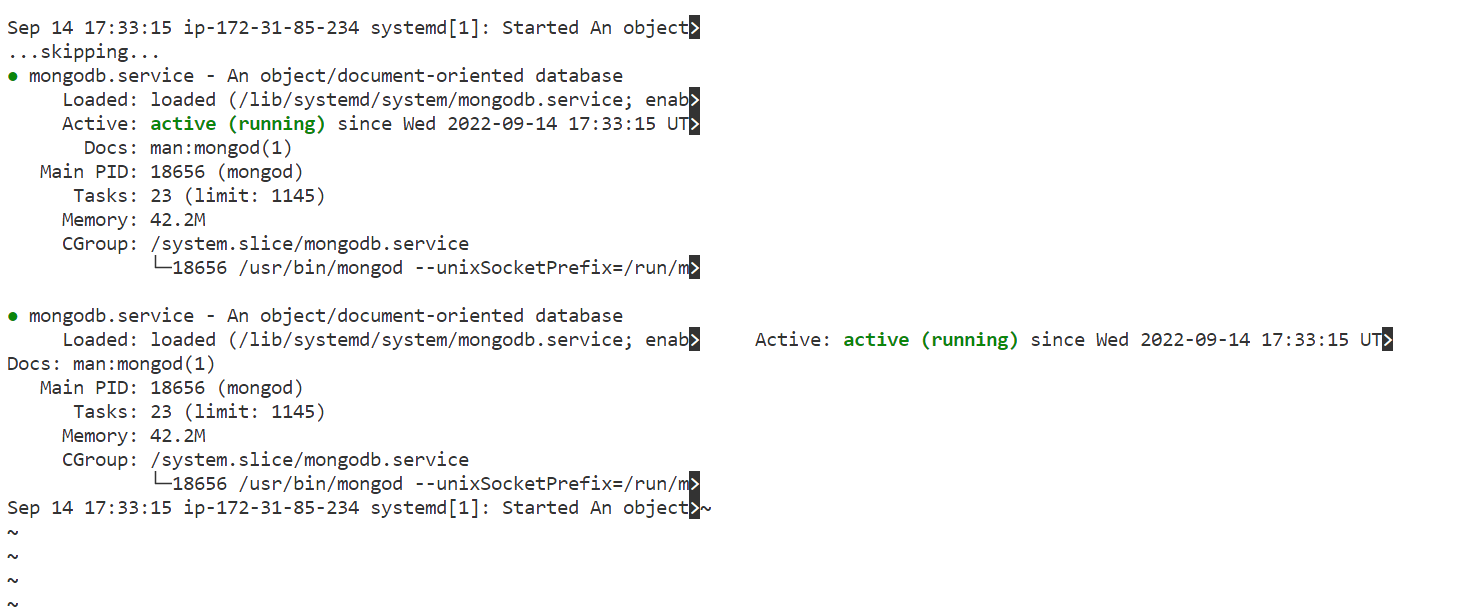 Sep 14 17:33:15 ip-172-31-85-234 systemd[1]: Started An object>
...skipping...
● mongodb.service - An object/document-oriented database
     Loaded: loaded (/lib/systemd/system/mongodb.service; enab>
     Active: active (running) since Wed 2022-09-14 17:33:15 UT>
       Docs: man:mongod(1)
   Main PID: 18656 (mongod)
      Tasks: 23 (limit: 1145)
     Memory: 42.2M
     CGroup: /system.slice/mongodb.service
             └─18656 /usr/bin/mongod --unixSocketPrefix=/run/m>

● mongodb.service - An object/document-oriented database
     Loaded: loaded (/lib/systemd/system/mongodb.service; enab>     Active: active (running) since Wed 2022-09-14 17:33:15 UT>
Docs: man:mongod(1)
   Main PID: 18656 (mongod)
      Tasks: 23 (limit: 1145)
     Memory: 42.2M
     CGroup: /system.slice/mongodb.service
             └─18656 /usr/bin/mongod --unixSocketPrefix=/run/m>
Sep 14 17:33:15 ip-172-31-85-234 systemd[1]: Started An object>~
~
~
~
~